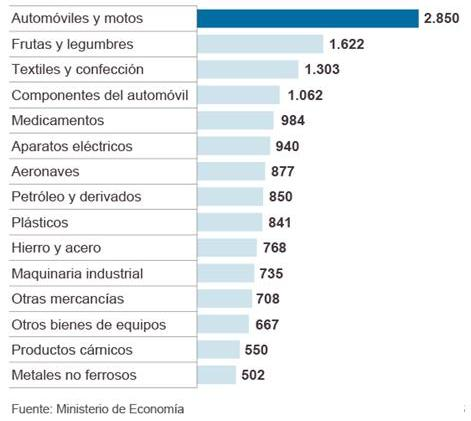 Automóviles y motos 2.850
Frutas y legumbres 1.622
Textiles y confección 1.303
Componentes del automóvil 1.062
Medicamentos 984
Aparatos eléctricos 940
Aeronaves 877
Petróleo y derivados 850
Plásticos 841
Hierro y acero 768
Maquinaria industrial 735
Otras mercancías 708
Otros bienes de equipos 667
Productos cárnicos 550
Metales no ferrosos 502
Fuente: Ministerio de Economía